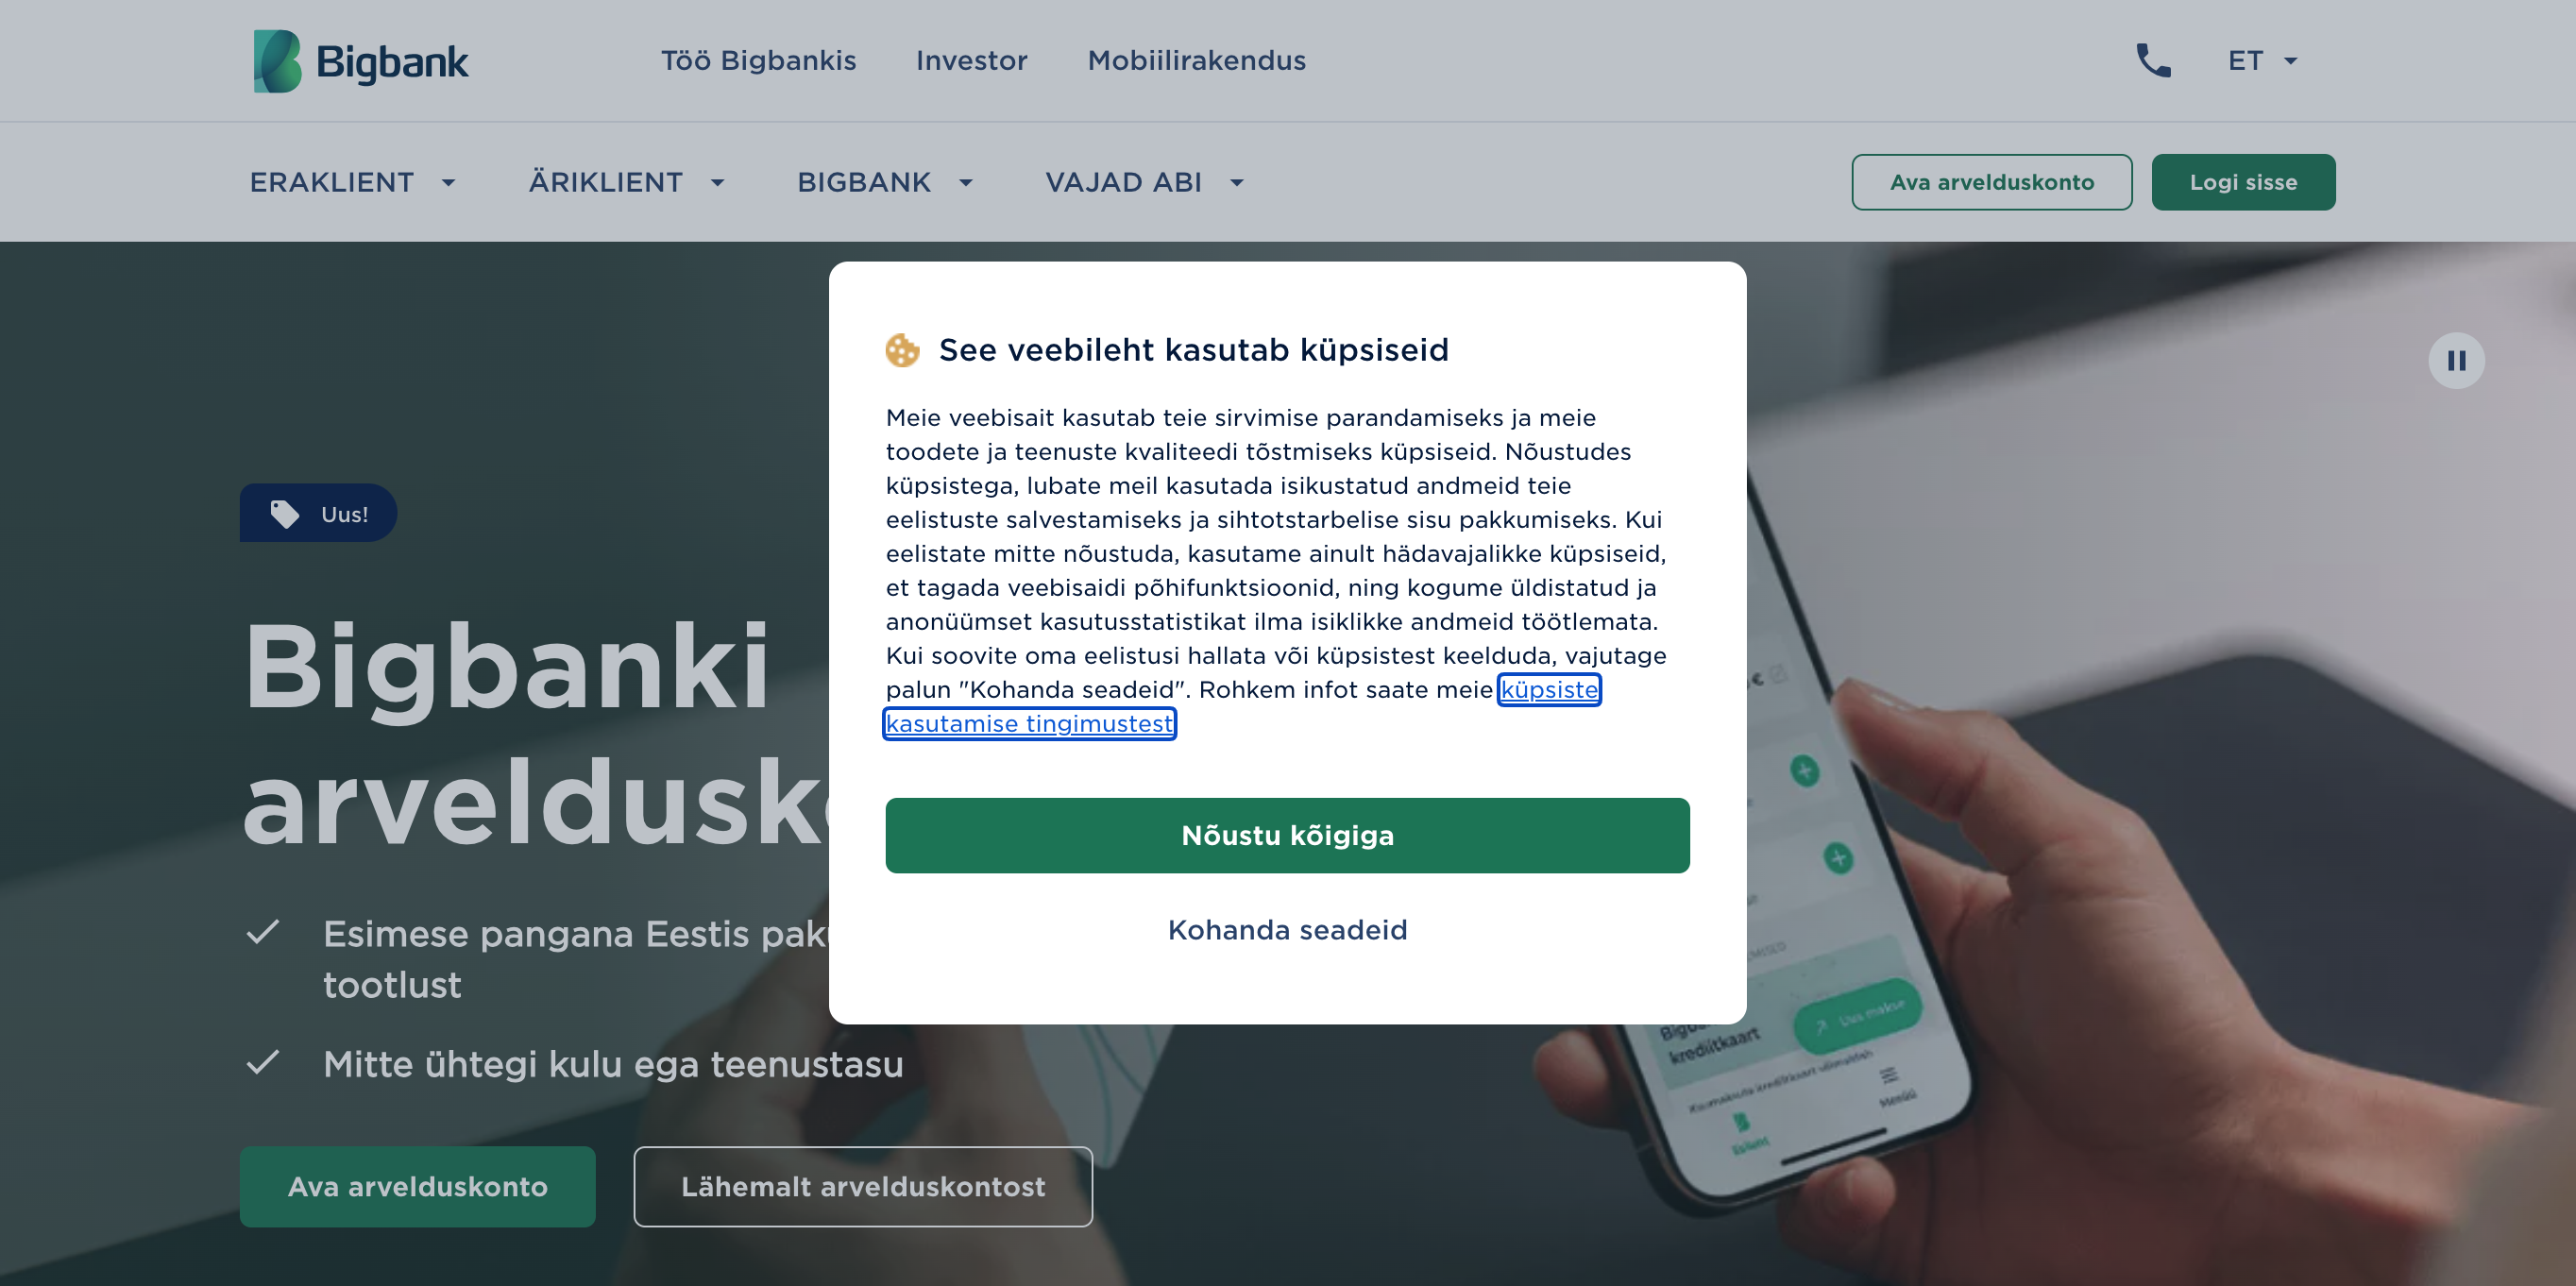 Bigbank
Töö Bigbankis
Investor
Mobiilirakendus
ET
ERAKLIENT
ÄRIKLIENT
BIGBANK
VAJAD ABI
Ava arvelduskonto
Logi sisse
Uus!
Bigbanki
See veebileht kasutab küpsiseid
Meie veebisait kasutab teie sirvimise parandamiseks ja meie
toodete ja teenuste kvaliteedi tõstmiseks küpsiseid. Nõustudes
küpsistega, lubate meil kasutada isikustatud andmeid teie
eelistuste salvestamiseks ja sihtotstarbelise sisu pakkumiseks. Kui
eelistate mitte nõustuda, kasutame ainult hädavajalikke küpsiseid,
et tagada veebisaidi põhifunktsioonid, ning kogume üldistatud ja
anonüümset kasutusstatistikat ilma isiklikke andmeid töötlemata.
Kui soovite oma eelistusi hallata või küpsistest keelduda, vajutage
palun "Kohanda seadeid". Rohkem infot saate meie küpsiste
kasutamise tingimustest
Nõustu kõigiga
Kohanda seadeid
Esimese pangana Eestis
tootlust
Mitte ühtegi kulu ega teenustasu
Ava arvelduskonto
Lähemalt arvelduskontost
krediitkaart
Uus makse
Menüü